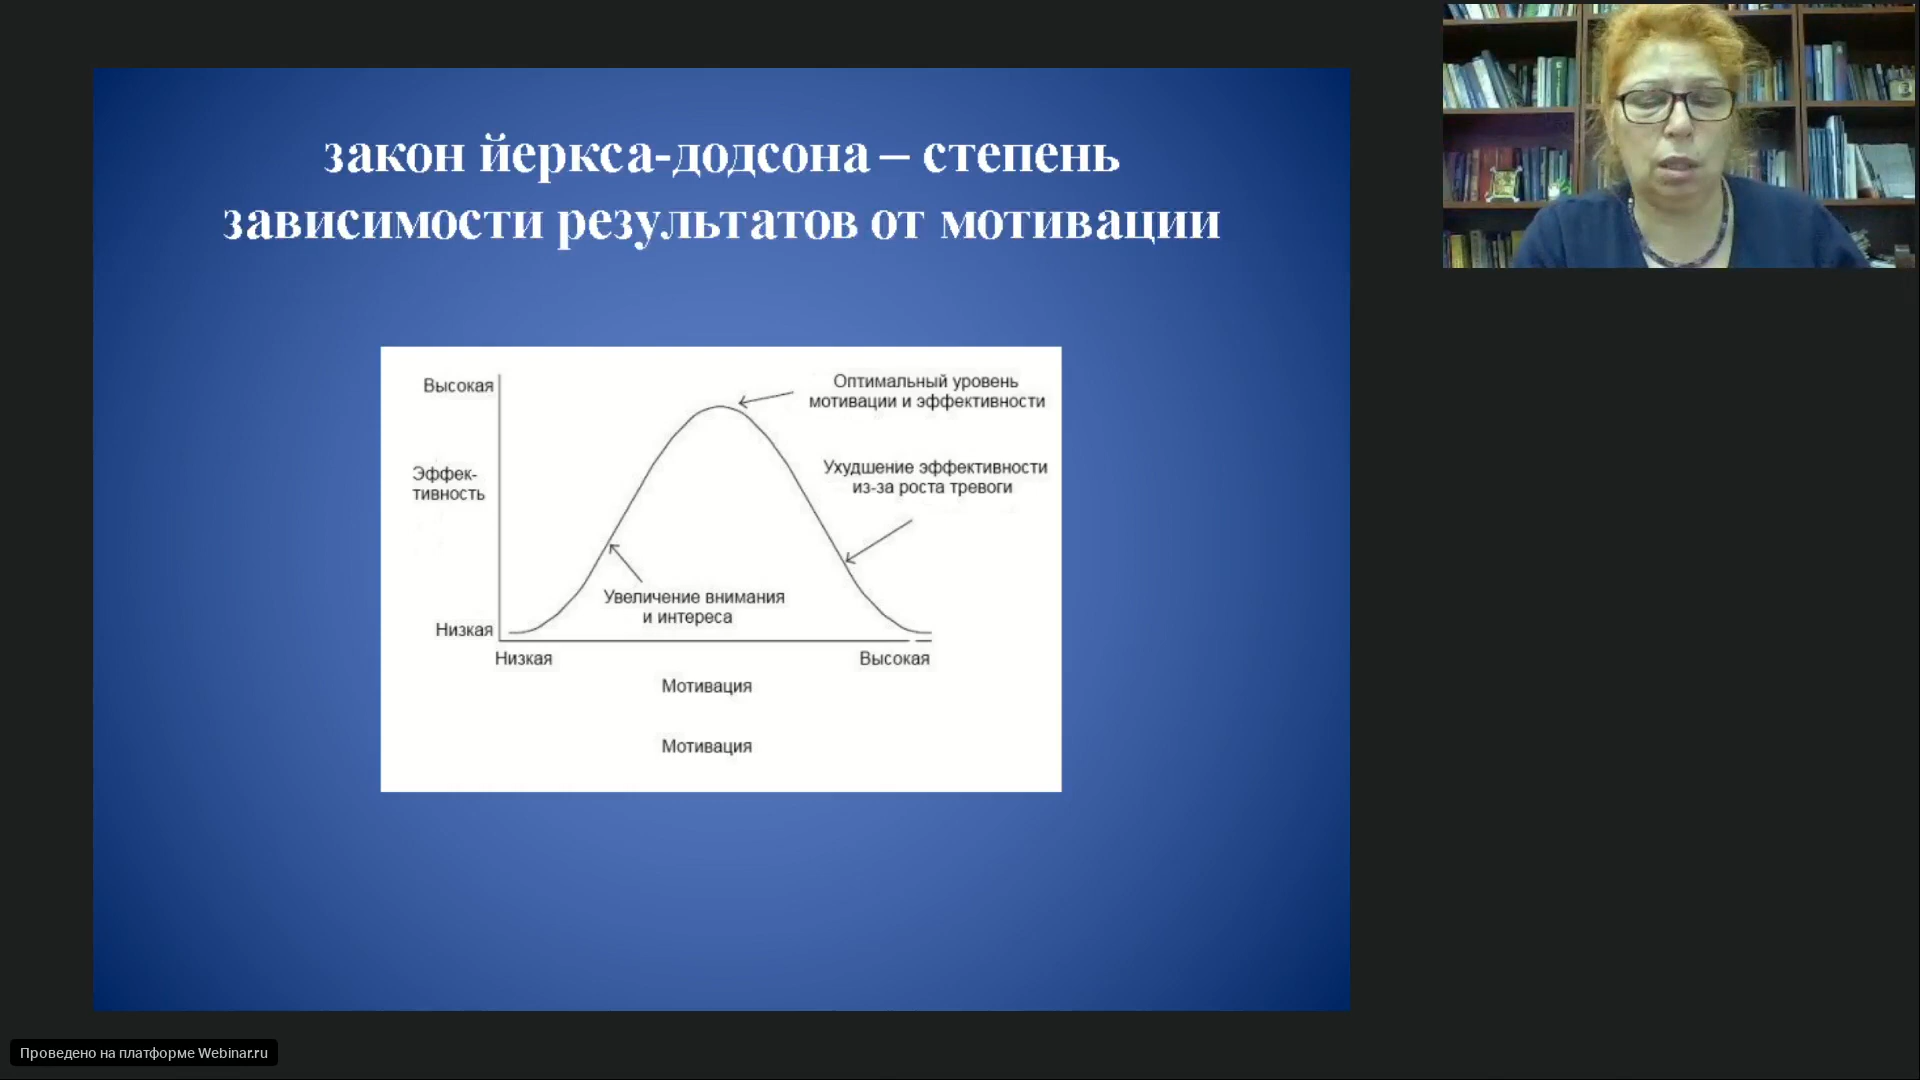 закон йеркса-додсона – степень
зависимости результатов от мотивации
Высокая
Оптимальный уровень
мотивации и эффективности
Эффек-
тивность
Ухудшение эффективности
из-за роста тревоги
Увеличение внимания
и интереса
Низкая
Низкая
Высокая
Мотивация
Мотивация
Проведено на платформе Webinar.ru